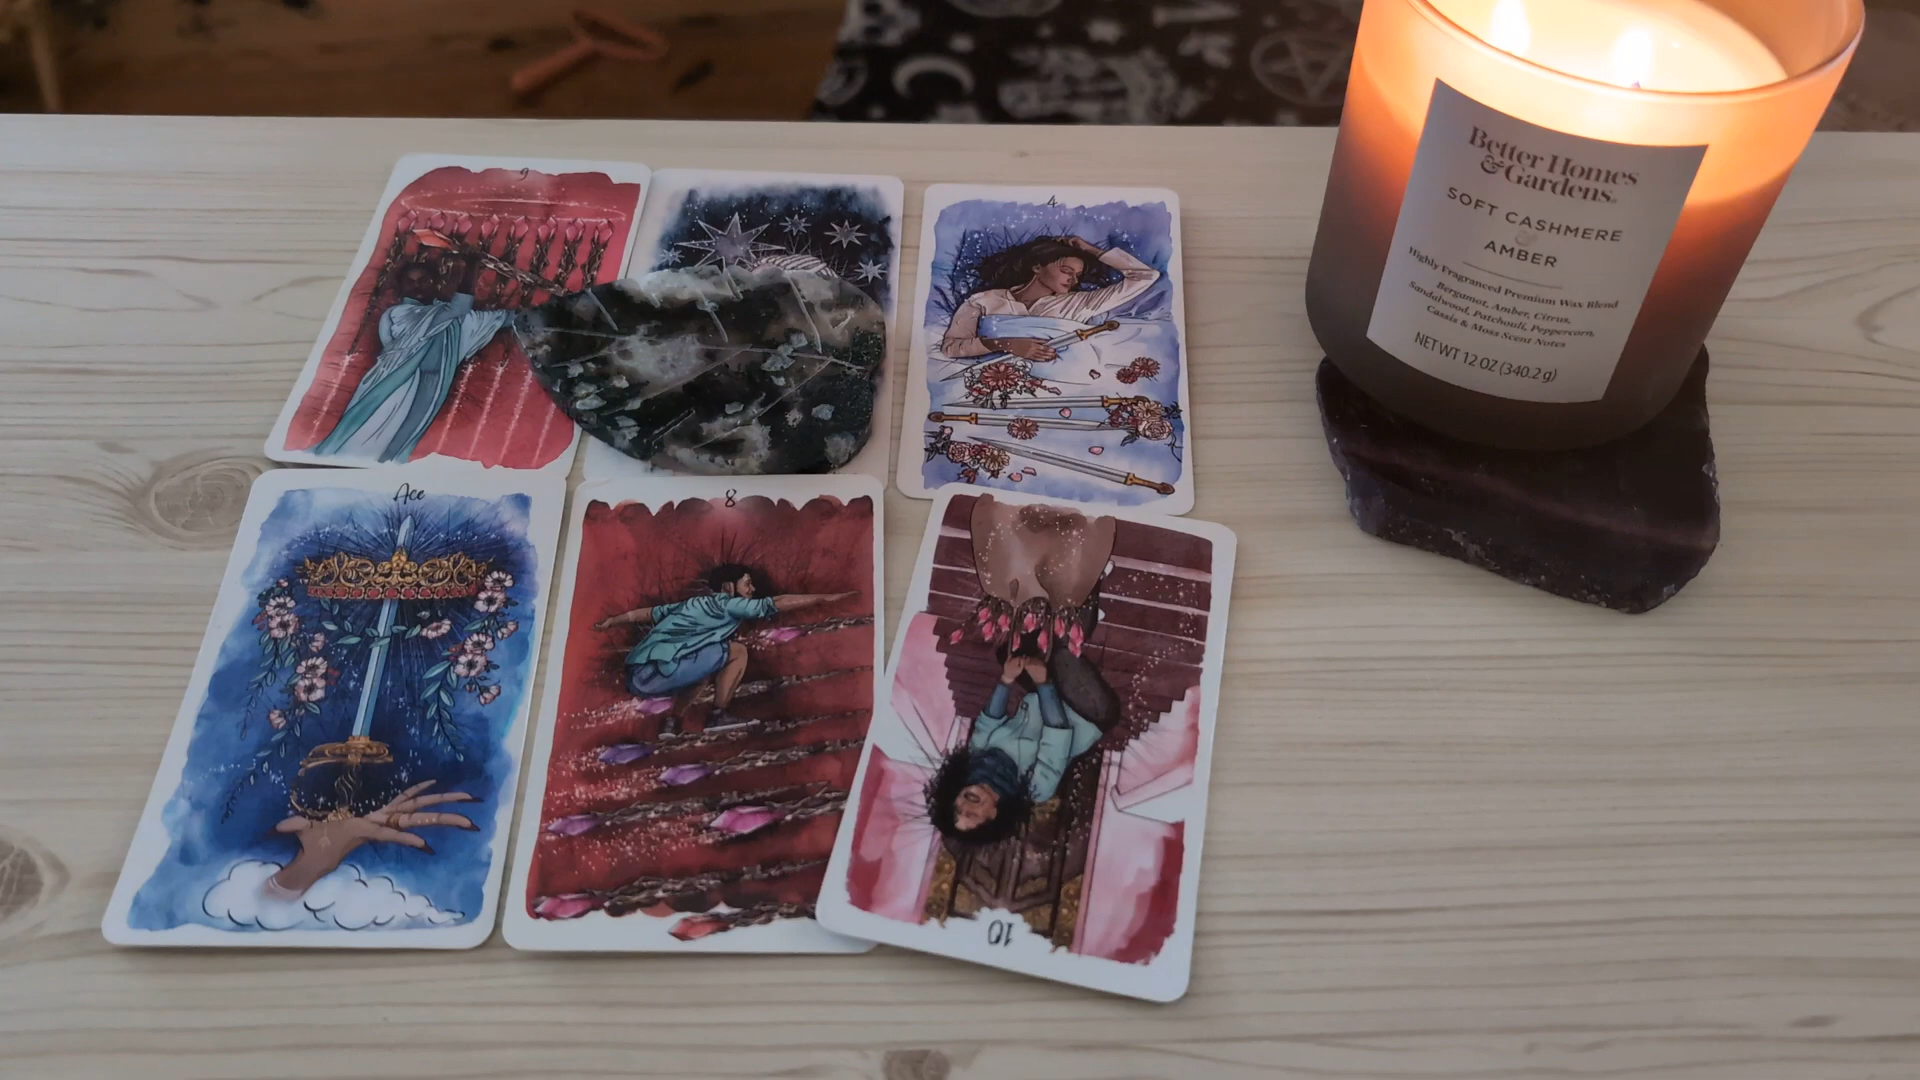 9
4
Ace
8
10
Better Homes
& Gardens®
SOFT CASHMERE
&
AMBER
Highly Fragranced Premium Wax Blend
Bergamot, Amber, Citrus,
Sandalwood, Patchouli, Peppercorn,
Cassis & Moss Scent Notes
NET WT 12 OZ (340.2 g)